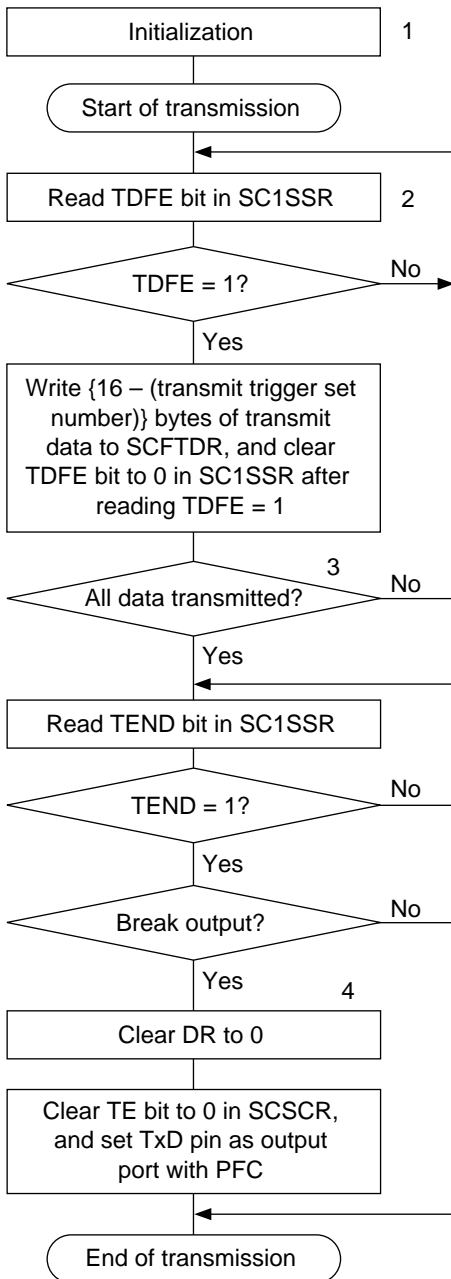 Initialization
1
Start of transmission
Read TDFE bit in SC1SSR
2
TDFE = 1?
No
Yes
Write {16 – (transmit trigger set
number)} bytes of transmit
data to SCFTDR, and clear
TDFE bit to 0 in SC1SSR after
reading TDFE = 1
3
All data transmitted?
No
Yes
Read TEND bit in SC1SSR
TEND = 1?
No
Yes
Break output?
No
Yes
4
Clear DR to 0
Clear TE bit to 0 in SCSCR,
and set TxD pin as output
port with PFC
End of transmission